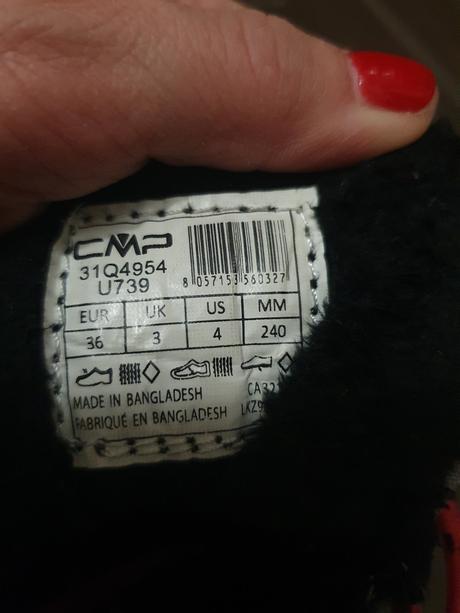 CMP
31Q4954
U739
8 057153 560327
EUR UK US MM
36 3 4 240
MADE IN BANGLADESH
FABRIQUÉ EN BANGLADESH